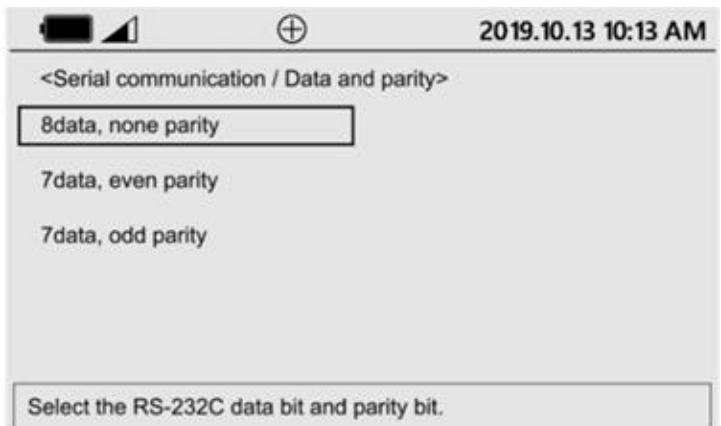 2019.10.13 10:13 AM
<Serial communication / Data and parity>
8data, none parity
7data, even parity
7data, odd parity
Select the RS-232C data bit and parity bit.